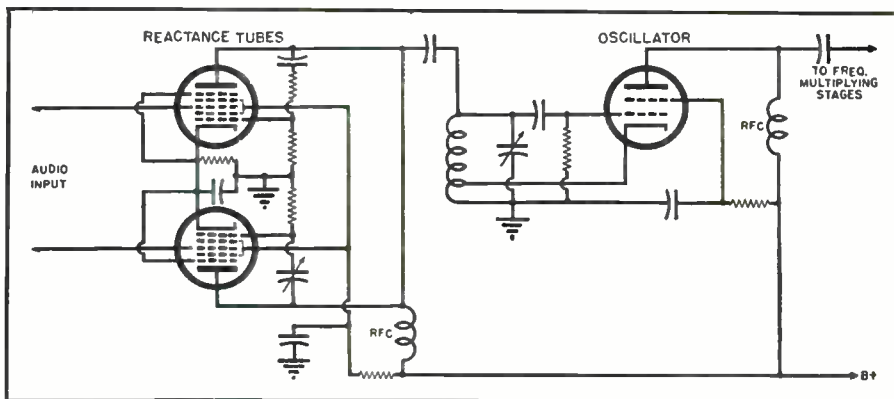 REACTANCE TUBES
OSCILLATOR
TO FREQ.
MULTIPLYING
STAGES
RFC
AUDIO
INPUT
RFC
B+